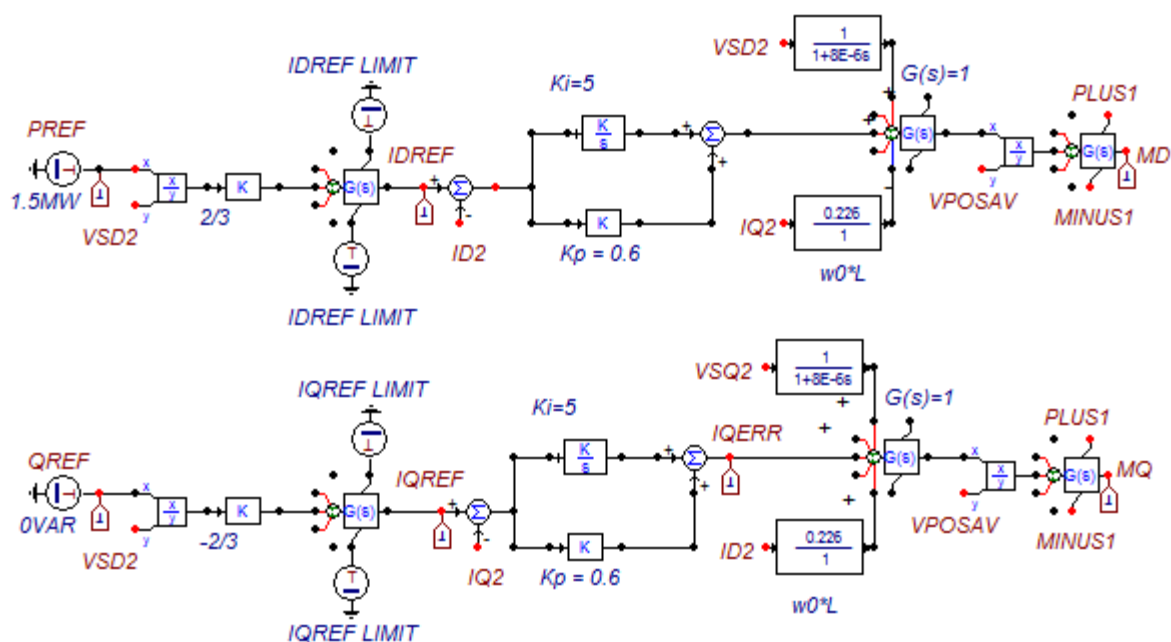 VSD2
1
1+8E-6s
G(s)=1
IDREF LIMIT
Ki=5
PLUS1
PREF
T
+
K
s
+
Σ
+
+
G(s)
x
x
y
G(s)
MD
IDREF
x
x
y
K
G(s)
+
Σ
+
1.5MW
y
2/3
-
-
y
VPOSAV
MINUS1
VSD2
T
ID2
K
IQ2
0.226
1
Kp = 0.6
w0*L
IDREF LIMIT
VSQ2
1
1+8E-6s
IQREF LIMIT
G(s)=1
Ki=5
+
PLUS1
T
+
QREF
IQREF
K
s
+
Σ
IQERR
G(s)
x
x
y
G(s)
MQ
x
x
y
K
G(s)
+
Σ
+
+
0VAR
y
-2/3
-
y
VPOSAV
MINUS1
VSD2
T
IQ2
K
ID2
0.226
1
Kp = 0.6
w0*L
IQREF LIMIT